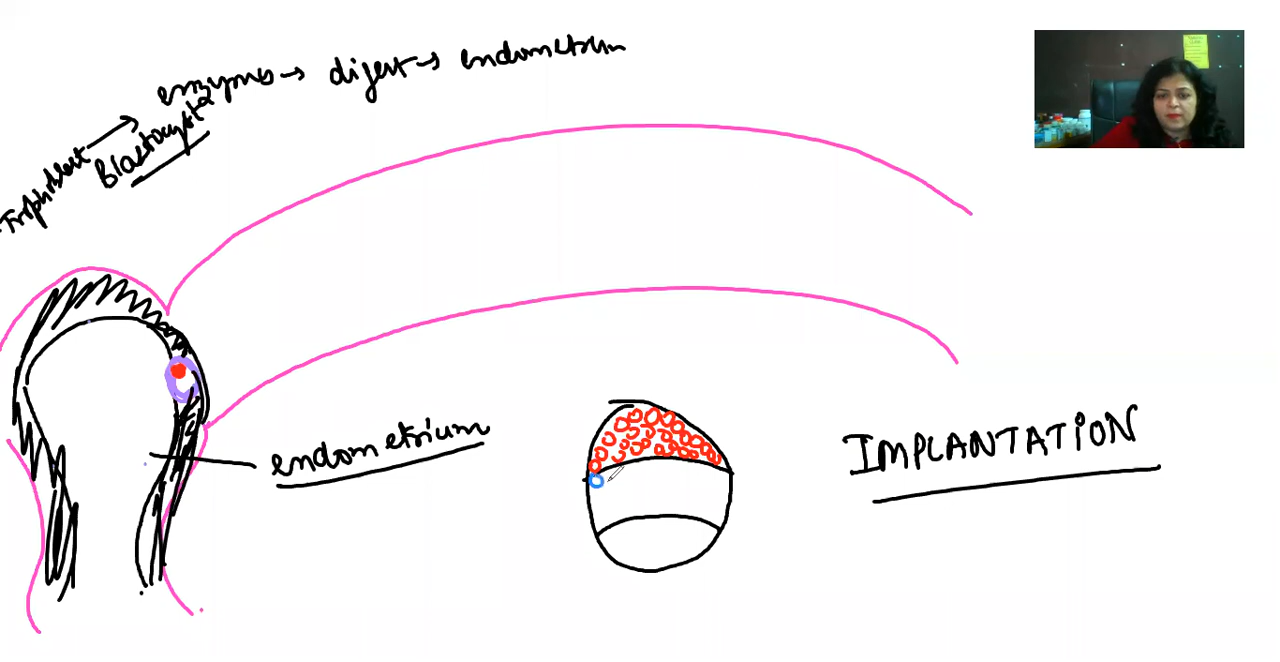 enzymes → digest → endometrium
Trophoblast → Blastocyst
endometrium
IMPLANTATION